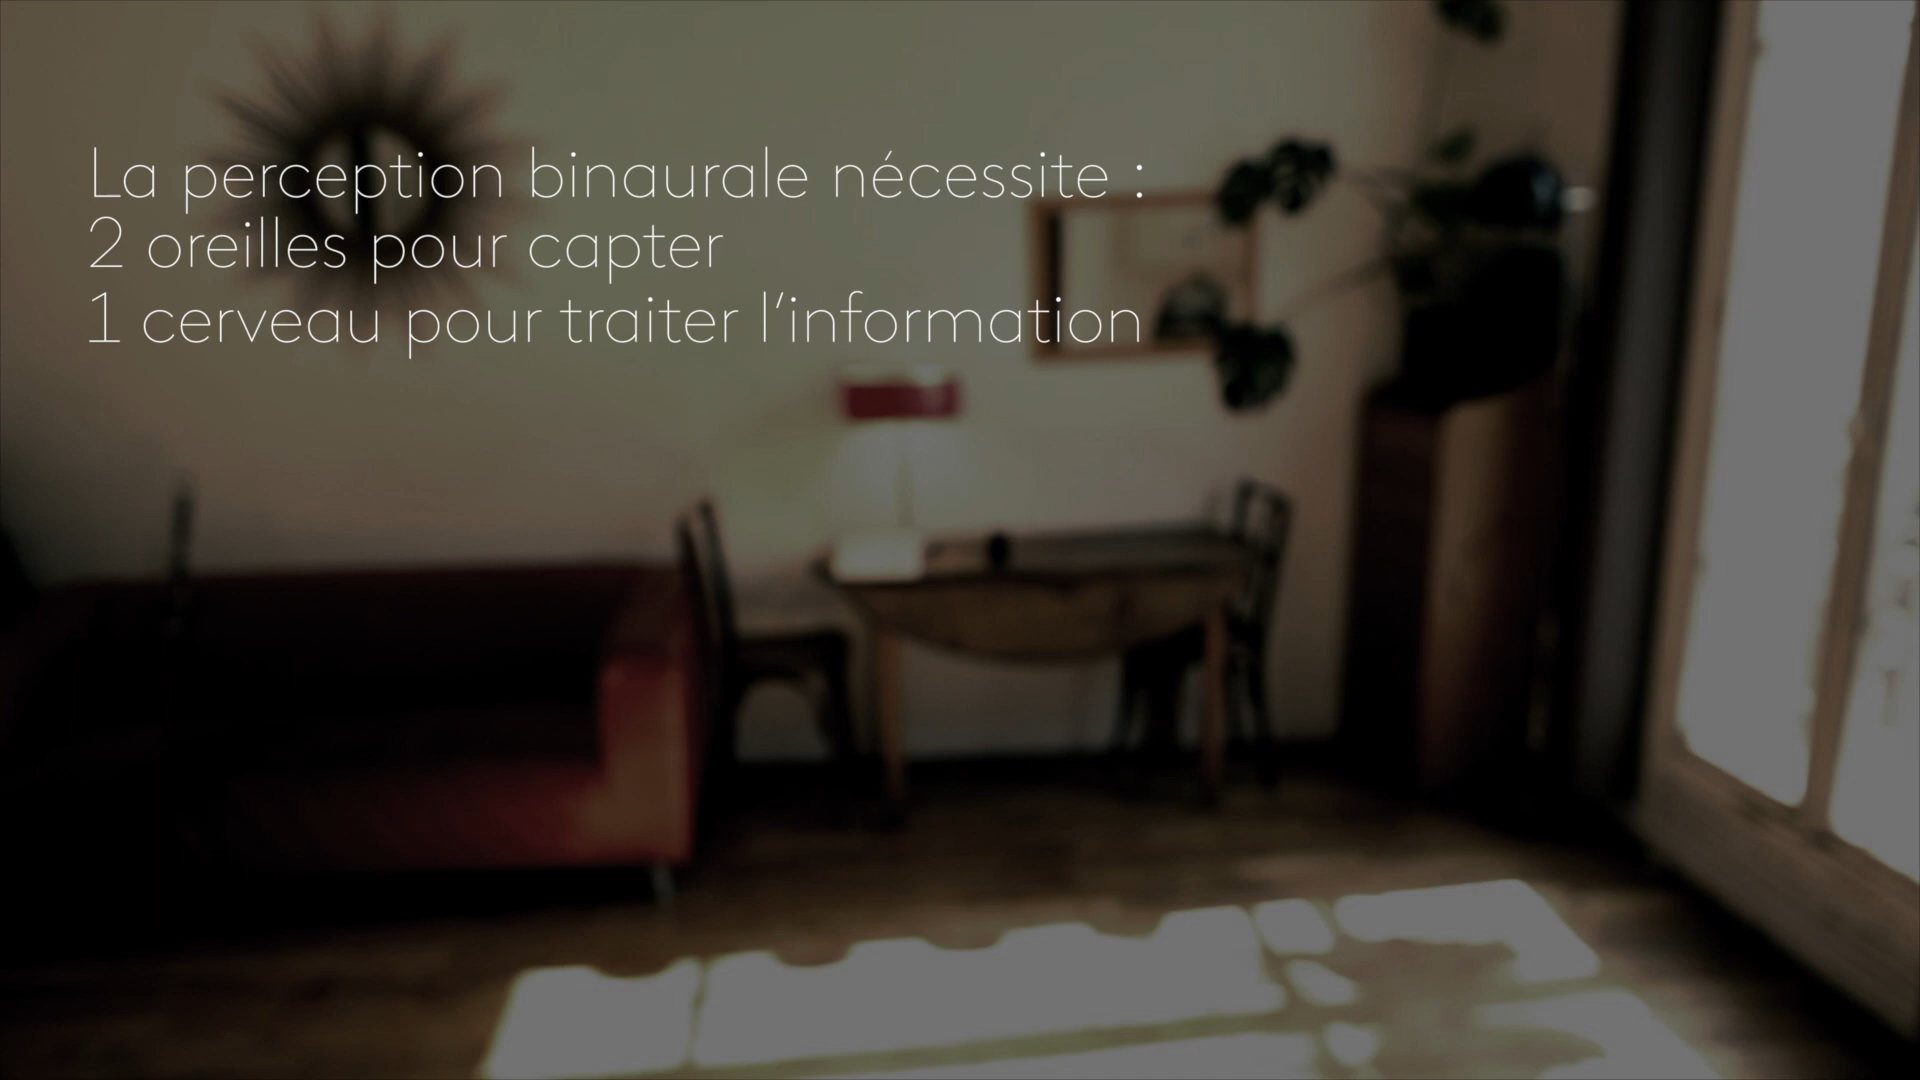 La perception binaurale nécessite :
2 oreilles pour capter
1 cerveau pour traiter l’information